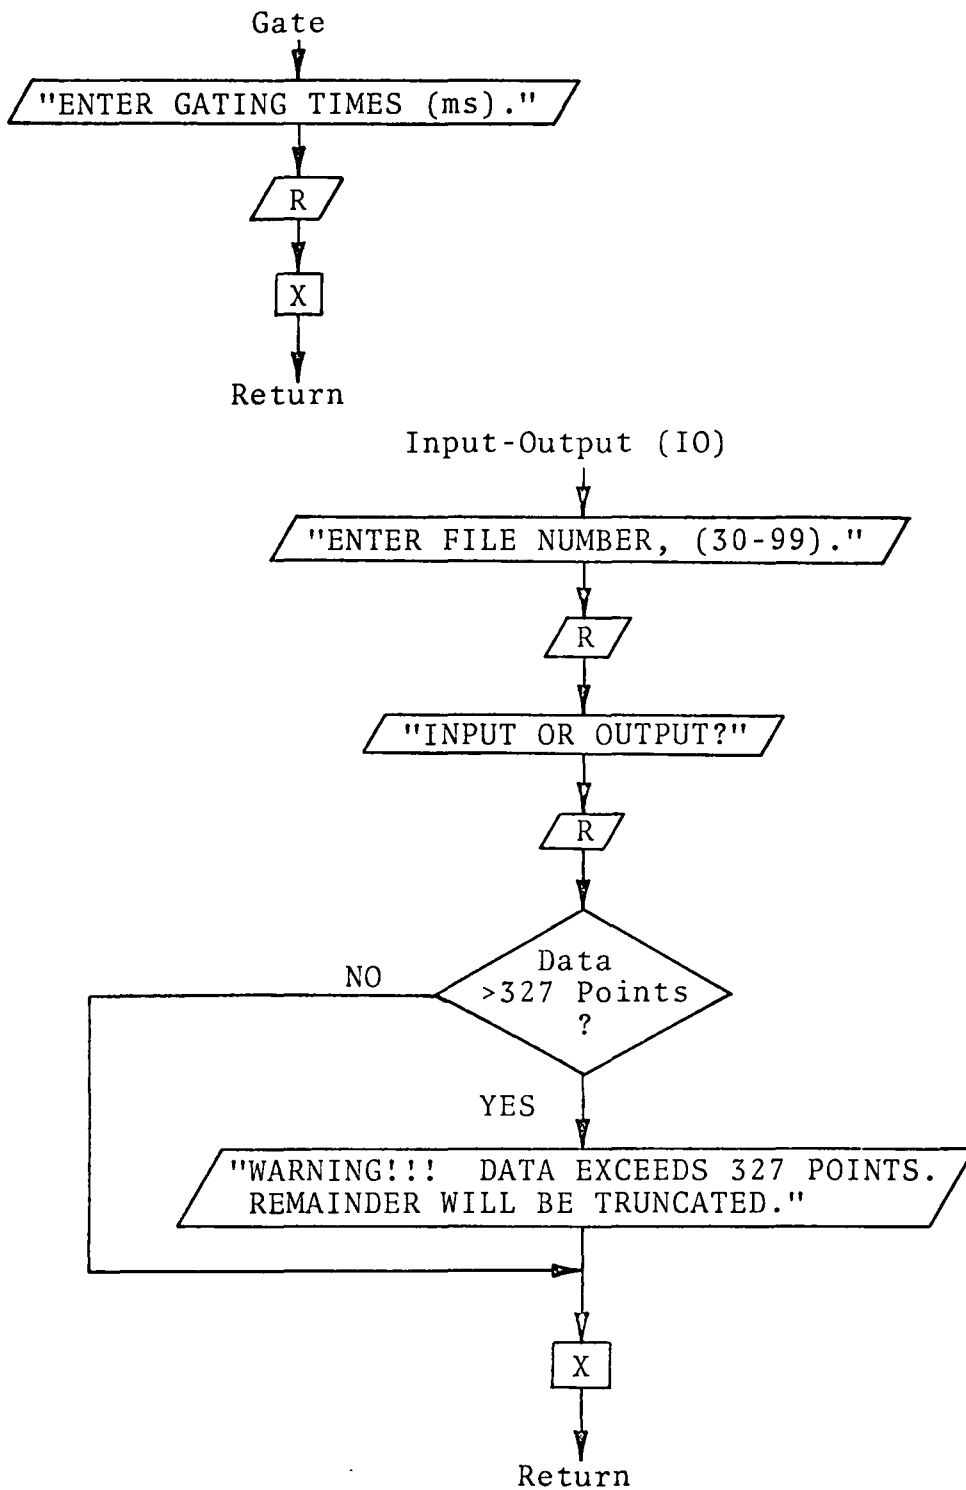 Gate
"ENTER GATING TIMES (ms)."
R
X
Return
Input-Output (IO)
"ENTER FILE NUMBER, (30-99)."
R
"INPUT OR OUTPUT?"
R
Data
>327 Points
?
NO
YES
"WARNING!!! DATA EXCEEDS 327 POINTS.
REMAINDER WILL BE TRUNCATED."
X
Return